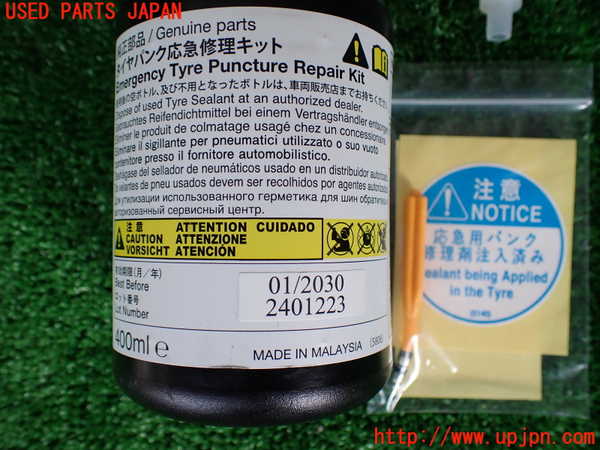 USED PARTS JAPAN
純正部品/Genuine parts
タイヤパンク応急修理キット
Emergency Tyre Puncture Repair Kit
使用後の空ボトル、及び不用となったボトルは、車両販売店までお持ちください
Dispose of used Tyre Sealant at an authorized dealer.
Gebrauchtes Reifendichtmittel bei einem Vertragshändler entsorgen
Éliminer le produit de colmatage usagé chez un concessionnaire
Eliminare il sigillante per pneumatici utilizzato o suo vuoto
contenitore presso il fornitore automobilistico.
del sellador de neumáticos usado en un distribuidor autorizado
selantes de pneu usados devem ser recolhidos por agentes autorizados
Для утилизации использованного герметика для шин обратитесь
авторизованный сервисный центр.
注意 ATTENTION CUIDADO
CAUTION ATTENZIONE
VORSICHT ATENCIÓN
有効期限(月/年)
Best Before
01/2030
ロット番号
Lot Number
2401223
400ml e
MADE IN MALAYSIA
注意
NOTICE
応急用パンク
修理剤注入済み
Sealant being Applied
in the Tyre
http://www.upjpn.com